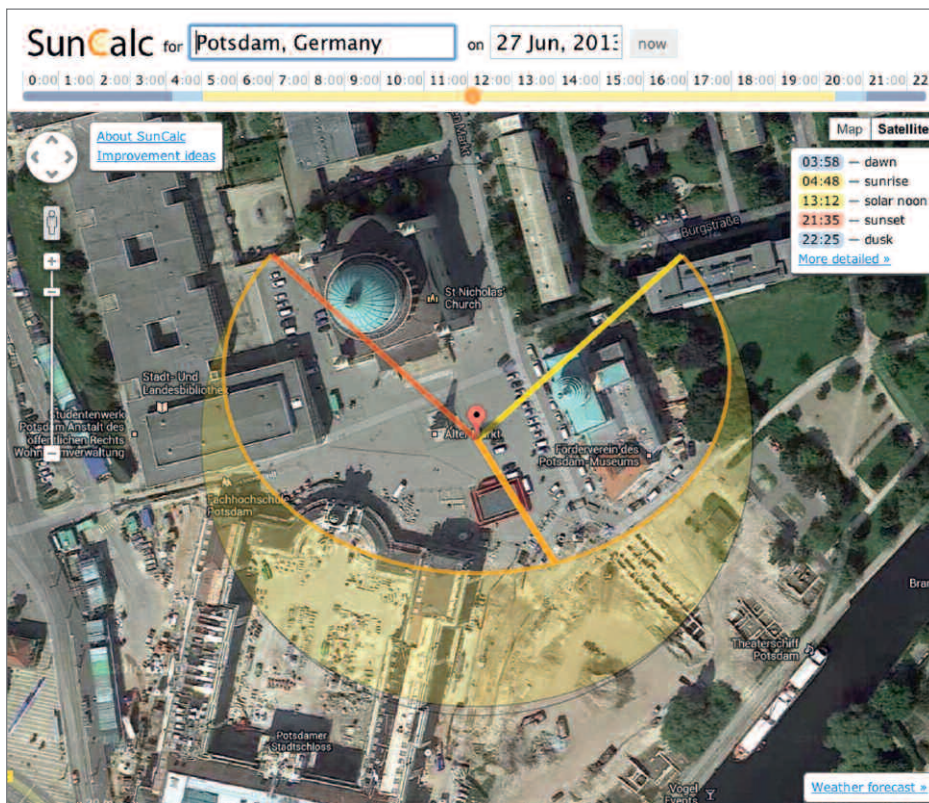 SunCalc for Potsdam, Germany on 27 Jun, 2013 now
0:00 1:00 2:00 3:00 4:00 5:00 6:00 7:00 8:00 9:00 10:00 11:00 12:00 13:00 14:00 15:00 16:00 17:00 18:00 19:00 20:00 21:00 22
About SunCalc
Improvement ideas
Map Satellite
03:58 — dawn
04:48 — sunrise
13:12 — solar noon
21:35 — sunset
22:25 — dusk
More detailed »
Burgstraße
St Nicholas'
Church
Stadt- Und
Landesbibliothek
Studentenwerk
Potsdam Anstalt des
öffentlichen Rechts
Alter Markt
Förderverein des
Potsdam-Museums
Fachhochschule
Potsdam
Theaterschiff
Potsdam
Potsdamer
Stadtschloss
Vogel
Events
Weather forecast »